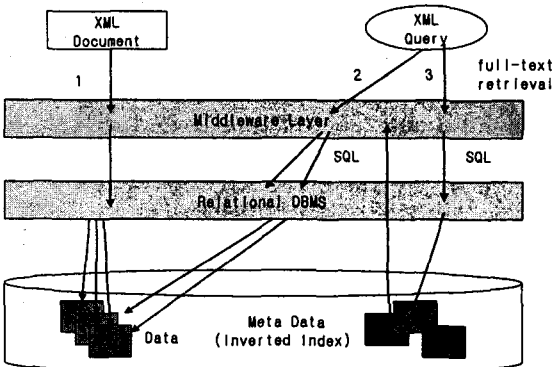 XML
Document
XML
Query
1
2
3
full-text
retrieval
Middleware Layer
SQL
SQL
Relational DBMS
Data
Meta Data
(Inverted Index)